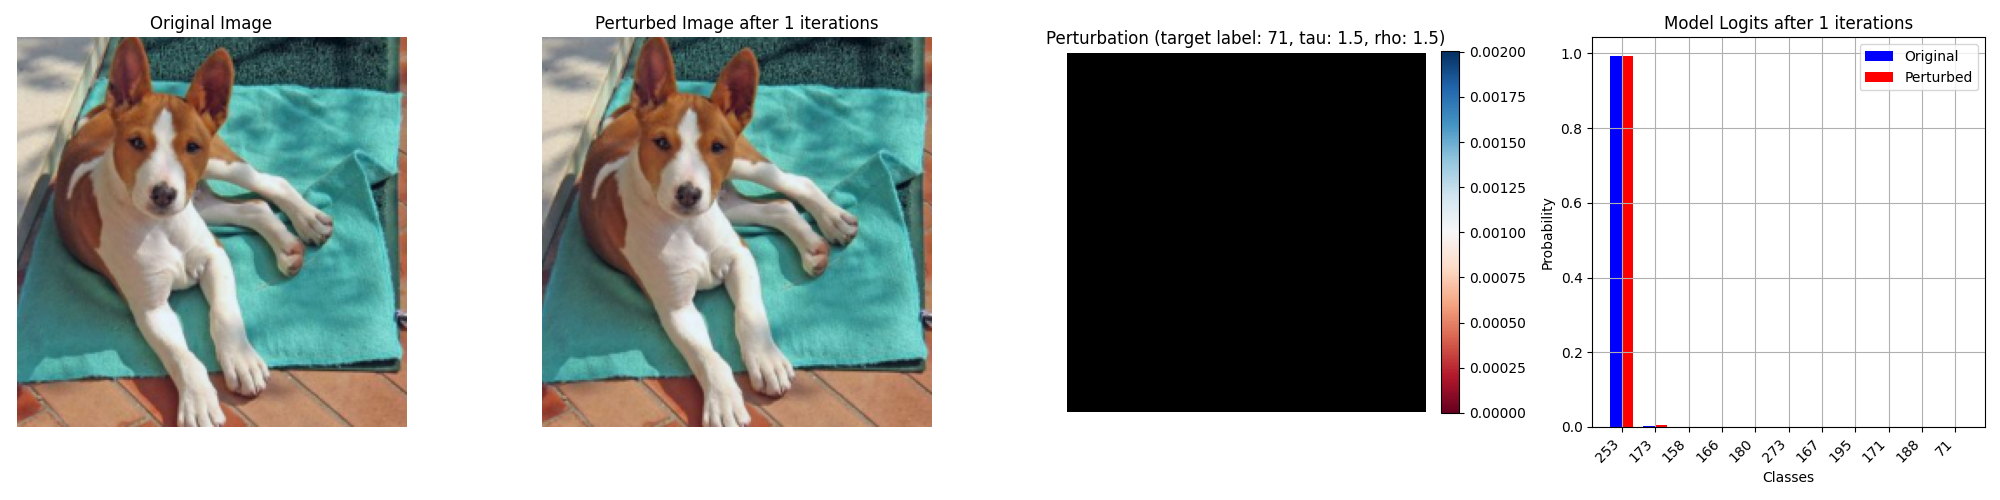 Original Image
Perturbed Image after 1 iterations
Perturbation (target label: 71, tau: 1.5, rho: 1.5)
0.00200
0.00175
0.00150
0.00125
0.00100
0.00075
0.00050
0.00025
0.00000
Model Logits after 1 iterations
Original
Perturbed
Probability
1.0
0.8
0.6
0.4
0.2
0.0
253 173 158 166 180 273 167 195 171 188 71
Classes